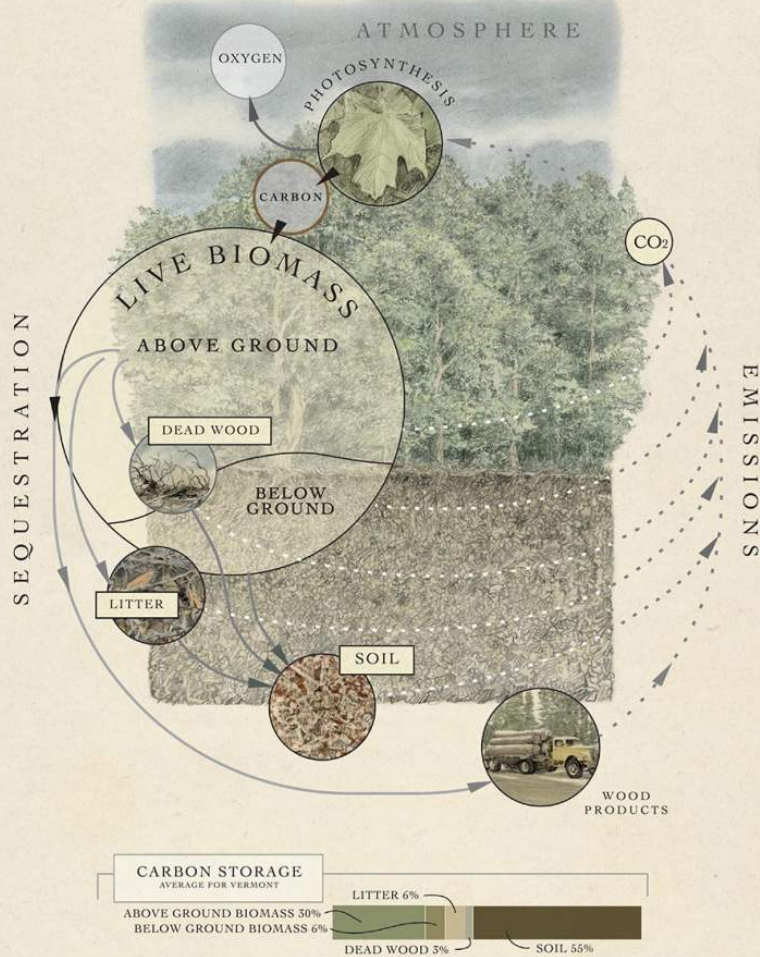 ATMOSPHERE
OXYGEN
PHOTOSYNTHESIS
CARBON
CO2
LIVE BIOMASS
ABOVE GROUND
SEQUESTRATION
EMISSIONS
DEAD WOOD
BELOW
GROUND
LITTER
SOIL
WOOD
PRODUCTS
CARBON STORAGE
AVERAGE FOR VERMONT
LITTER 6%
ABOVE GROUND BIOMASS 30%
BELOW GROUND BIOMASS 6%
DEAD WOOD 3%
SOIL 55%